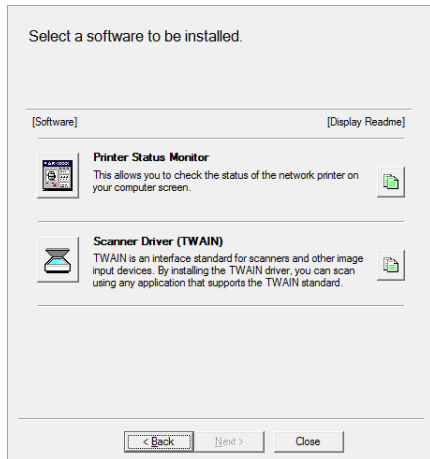 Select a software to be installed.
[Software] [Display Readme]
Printer Status Monitor
This allows you to check the status of the network printer on
your computer screen.
Scanner Driver (TWAIN)
TWAIN is an interface standard for scanners and other image
input devices. By installing the TWAIN driver, you can scan
using any application that supports the TWAIN standard.
< Back Next > Close